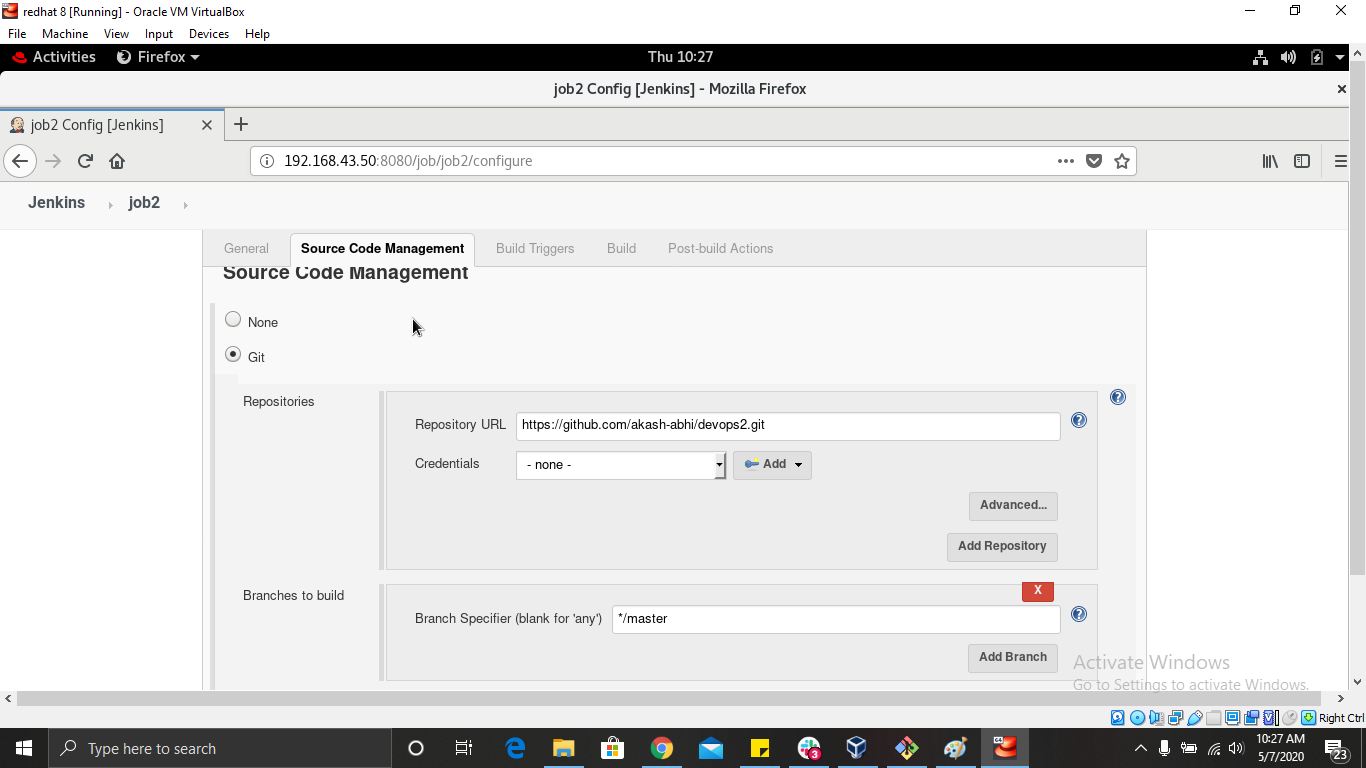 redhat 8 [Running] - Oracle VM VirtualBox
File Machine View Input Devices Help
Activities Firefox Thu 10:27
job2 Config [Jenkins] - Mozilla Firefox
job2 Config [Jenkins]
192.168.43.50:8080/job/job2/configure
Jenkins job2
General Source Code Management Build Triggers Build Post-build Actions
Source Code Management
None
Git
Repositories
Repository URL https://github.com/akash-abhi/devops2.git
Credentials - none - Add
Advanced...
Add Repository
Branches to build
X
Branch Specifier (blank for 'any') */master
Add Branch
Activate Windows
Go to Settings to activate Windows.
Right Ctrl
Type here to search
3
10:27 AM
5/7/2020
23